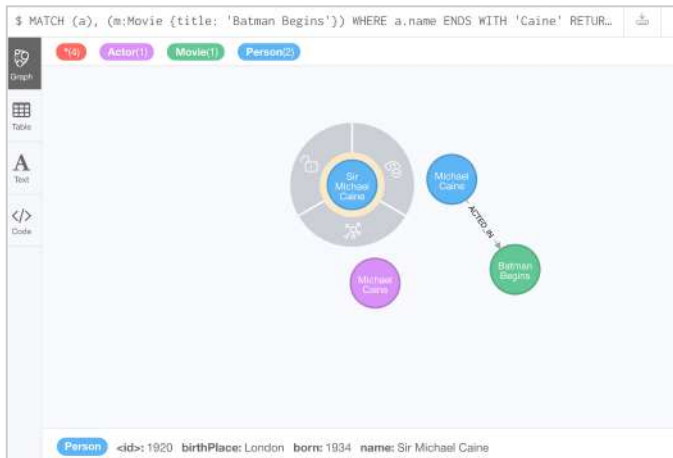 $ MATCH (a), (m:Movie {title: 'Batman Begins'}) WHERE a.name ENDS WITH 'Caine' RETUR…
*(4) Actor(1) Movie(1) Person(2)
Graph
Table
A
Text
</>
Code
Sir
Michael
Caine
Michael
Caine
ACTED_IN
Batman
Begins
Michael
Caine
Person <id>: 1920 birthPlace: London born: 1934 name: Sir Michael Caine